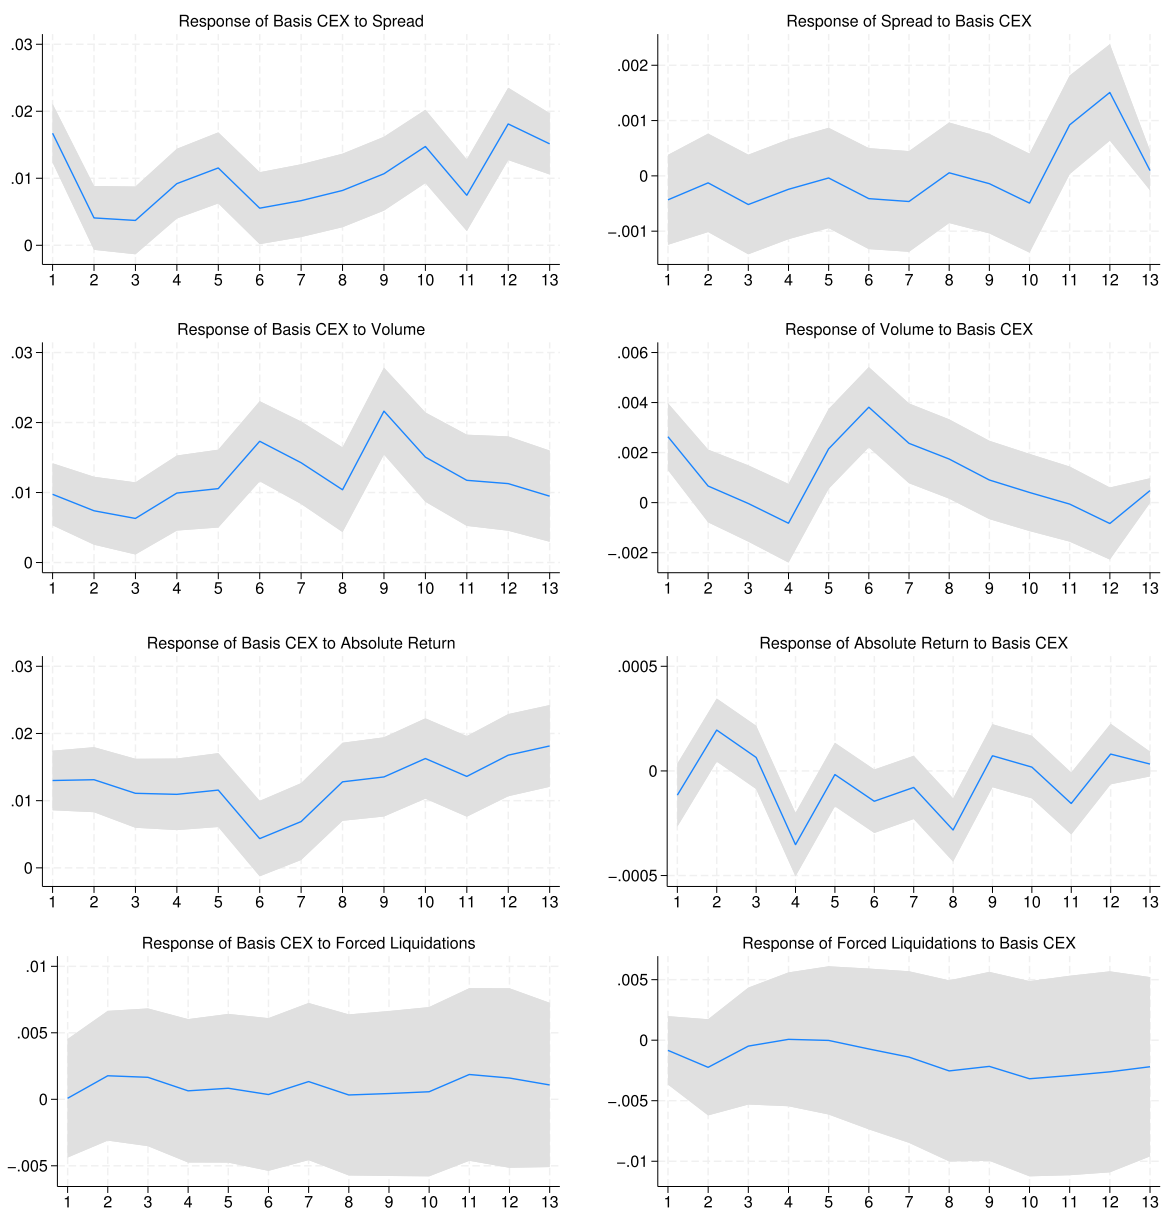 Response of Basis CEX to Spread
.03
.02
.01
0
1 2 3 4 5 6 7 8 9 10 11 12 13
Response of Spread to Basis CEX
.002
.001
0
−.001
1 2 3 4 5 6 7 8 9 10 11 12 13
Response of Basis CEX to Volume
.03
.02
.01
0
1 2 3 4 5 6 7 8 9 10 11 12 13
Response of Volume to Basis CEX
.006
.004
.002
0
−.002
1 2 3 4 5 6 7 8 9 10 11 12 13
Response of Basis CEX to Absolute Return
.03
.02
.01
0
1 2 3 4 5 6 7 8 9 10 11 12 13
Response of Absolute Return to Basis CEX
.0005
0
−.0005
1 2 3 4 5 6 7 8 9 10 11 12 13
Response of Basis CEX to Forced Liquidations
.01
.005
0
−.005
1 2 3 4 5 6 7 8 9 10 11 12 13
Response of Forced Liquidations to Basis CEX
.005
0
−.005
−.01
1 2 3 4 5 6 7 8 9 10 11 12 13